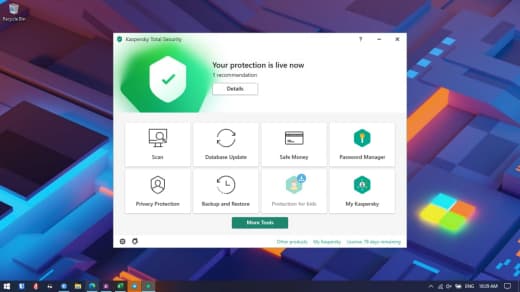 Recycle Bin
Kaspersky Total Security
Your protection is live now
1 recommendation
Details
Scan
Database Update
Safe Money
Password Manager
Privacy Protection
Backup and Restore
Protection for kids
My Kaspersky
More Tools
Other products My Kaspersky License: 78 days remaining
ENG 10:29 AM